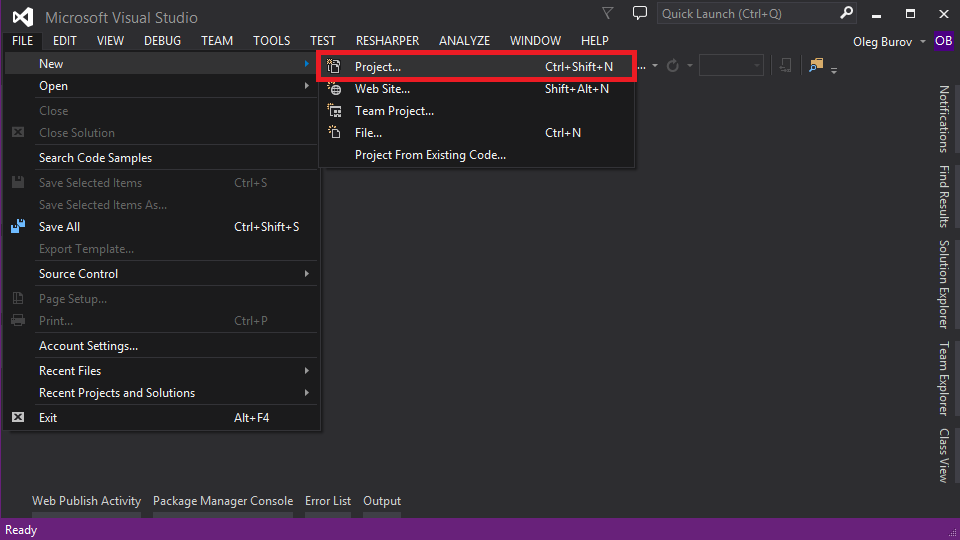 Microsoft Visual Studio
Quick Launch (Ctrl+Q)
FILE EDIT VIEW DEBUG TEAM TOOLS TEST RESHARPER ANALYZE WINDOW HELP
Oleg Burov OB
New
Open
Close
Close Solution
Search Code Samples
Save Selected Items Ctrl+S
Save Selected Items As...
Save All Ctrl+Shift+S
Export Template...
Source Control
Page Setup...
Print... Ctrl+P
Account Settings...
Recent Files
Recent Projects and Solutions
Exit Alt+F4
Project... Ctrl+Shift+N
Web Site... Shift+Alt+N
Team Project...
File... Ctrl+N
Project From Existing Code...
...
Notifications
Find Results
Solution Explorer
Team Explorer
Class View
Web Publish Activity Package Manager Console Error List Output
Ready